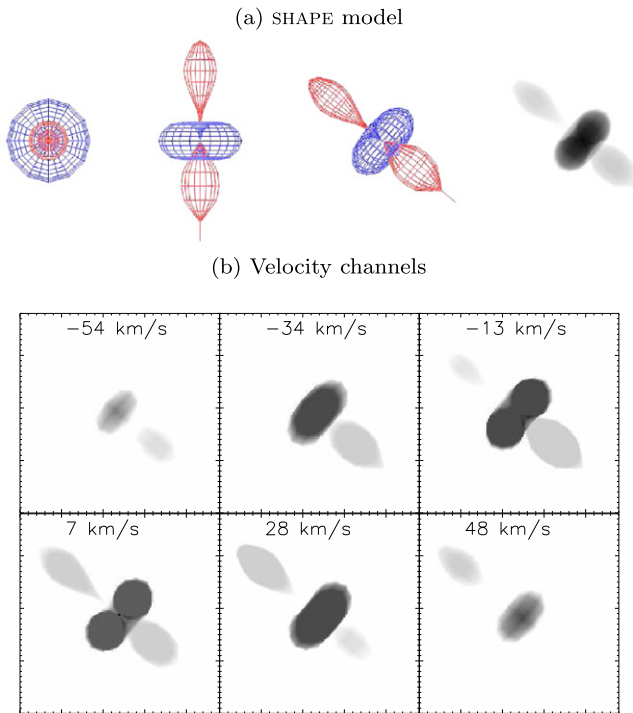 (a) SHAPE model
(b) Velocity channels
−54 km/s
−34 km/s
−13 km/s
7 km/s
28 km/s
48 km/s